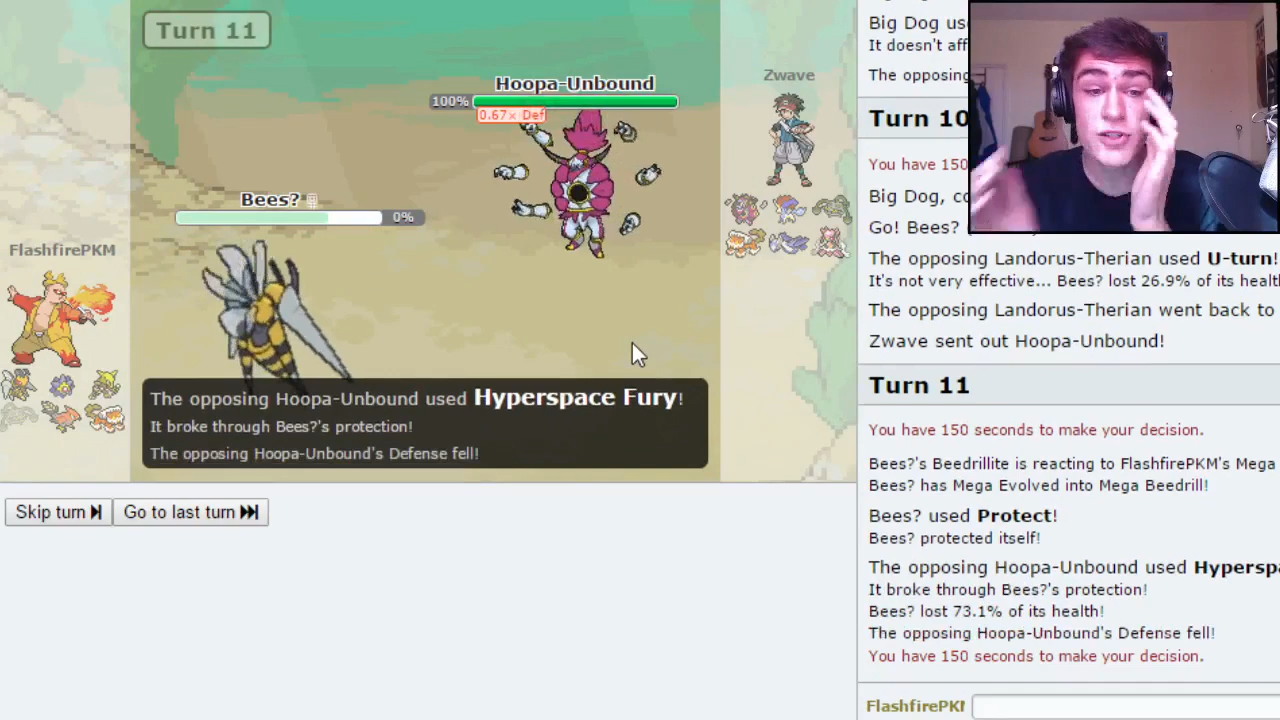 Turn 11
Hoopa-Unbound
100%
0.67× Def
Bees?
0%
FlashfirePKM
Zwave
The opposing Hoopa-Unbound used Hyperspace Fury!
It broke through Bees?'s protection!
The opposing Hoopa-Unbound's Defense fell!
Skip turn
Go to last turn
Big Dog
It doesn't
The opposing
Turn 10
You have 150
Big Dog,
Go! Bees?
The opposing Landorus-Therian used U-turn!
It's not very effective... Bees? lost 26.9% of its
The opposing Landorus-Therian went back to
Zwave sent out Hoopa-Unbound!
Turn 11
You have 150 seconds to make your decision.
Bees?'s Beedrillite is reacting to FlashfirePKM's Mega
Bees? has Mega Evolved into Mega Beedrill!
Bees? used Protect!
Bees? protected itself!
The opposing Hoopa-Unbound used
It broke through Bees?'s protection!
Bees? lost 73.1% of its health!
The opposing Hoopa-Unbound's Defense fell!
You have 150 seconds to make your decision.